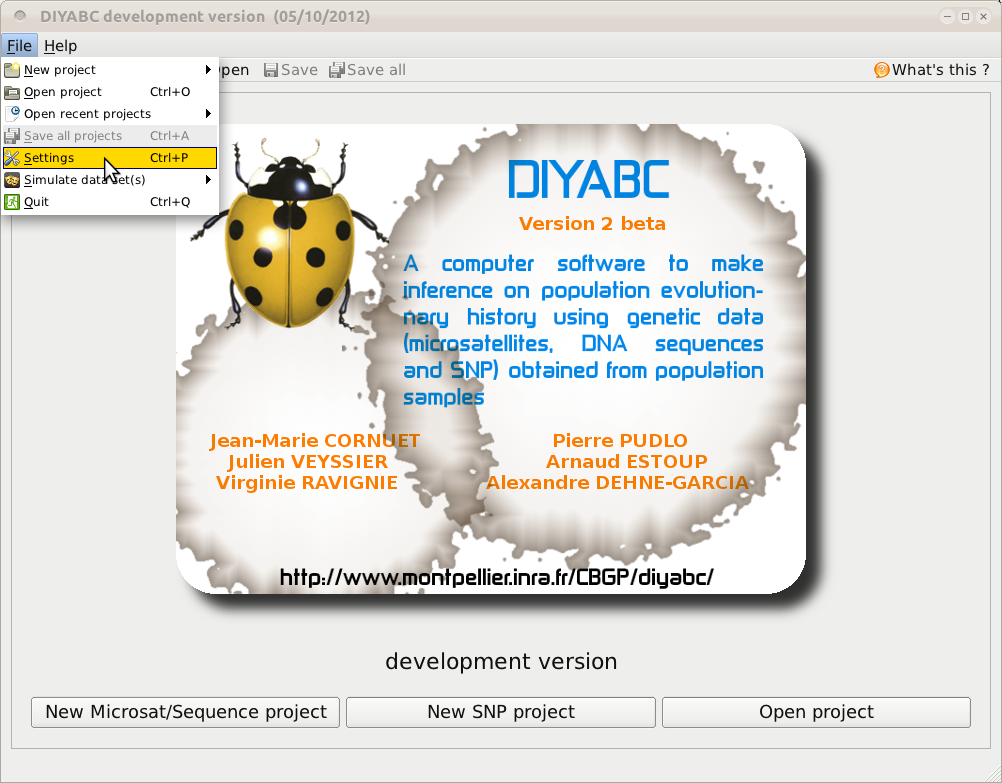 DIYABC development version (05/10/2012)
File Help
pen Save Save all What's this ?
New project
Open project Ctrl+O
Open recent projects
Save all projects Ctrl+A
Settings Ctrl+P
Simulate data set(s)
Quit Ctrl+Q
DIYABC
Version 2 beta
A computer software to make
inference on population evolution-
nary history using genetic data
(microsatellites, DNA sequences
and SNP) obtained from population
samples
Jean-Marie CORNUET
Julien VEYSSIER
Virginie RAVIGNIE
Pierre PUDLO
Arnaud ESTOUP
Alexandre DEHNE-GARCIA
http://www.montpellier.inra.fr/CBGP/diyabc/
development version
New Microsat/Sequence project New SNP project Open project